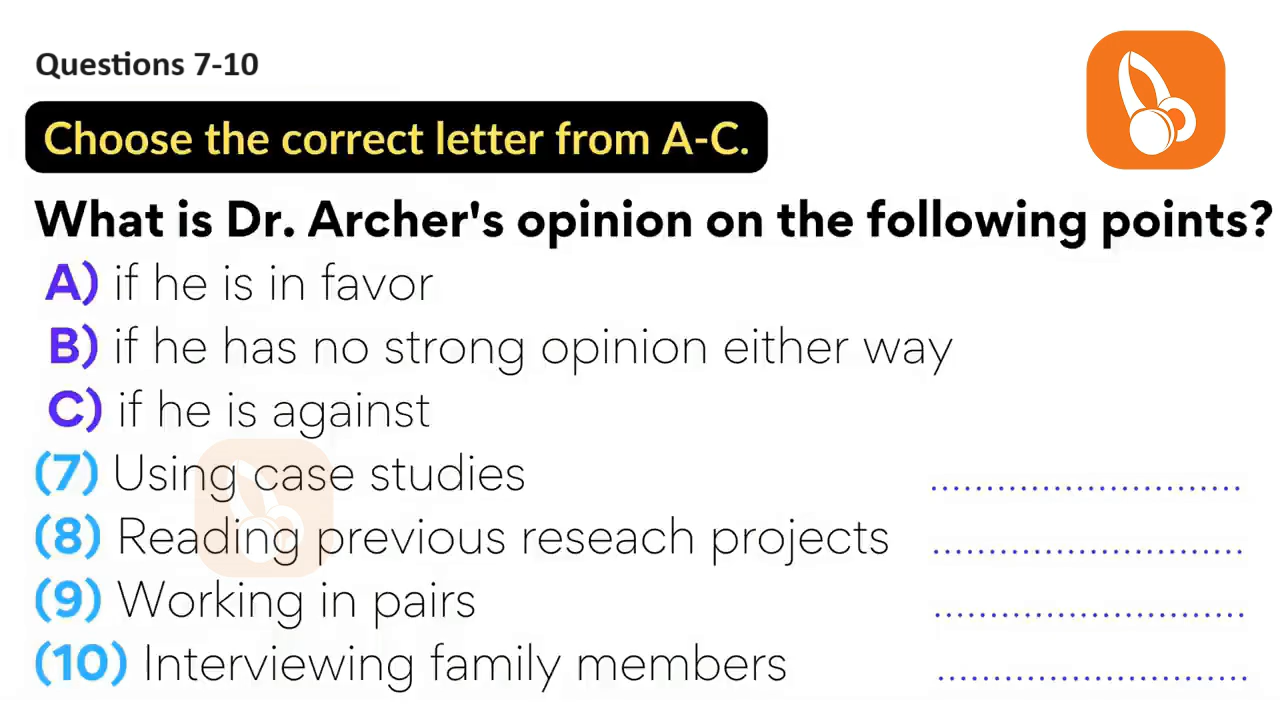 Questions 7-10
Choose the correct letter from A-C.
What is Dr. Archer's opinion on the following points?
A) if he is in favor
B) if he has no strong opinion either way
C) if he is against
(7) Using case studies ............................
(8) Reading previous reseach projects ............................
(9) Working in pairs ............................
(10) Interviewing family members ............................